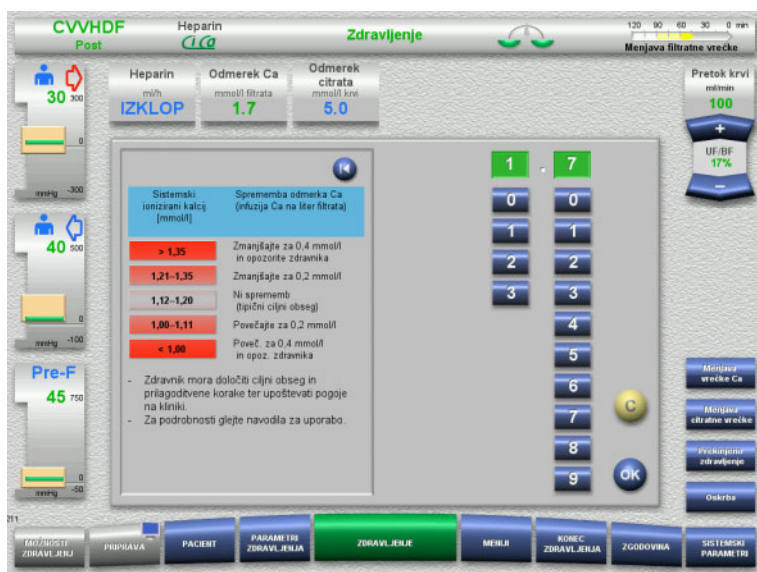 CVVHDF
Post
Heparin
CiCa
Zdravljenje
120 90 60 30 0 min
Menjava filtratne vrečke
30 300
0
mmHg -300
40 500
0
mmHg -100
Pre-F
45 750
0
mmHg -50
Heparin
ml/h
IZKLOP
Odmerek Ca
mmol/l filtrata
1.7
Odmerek
citrata
mmol/l krvi
5.0
Pretok krvi
ml/min
100
+
UF/BF
17%
–
Sistemski
ionizirani kalcij
[mmol/l]
Sprememba odmerka Ca
(infuzija Ca na liter filtrata)
> 1,35
Zmanjšajte za 0,4 mmol/l
in opozorite zdravnika
1,21–1,35
Zmanjšajte za 0,2 mmol/l
1,12–1,20
Ni sprememb
(tipični ciljni obseg)
1,00–1,11
Povečajte za 0,2 mmol/l
< 1,00
Poveč. za 0,4 mmol/l
in opoz. zdravnika
- Zdravnik mora določiti ciljni obseg in
prilagoditvene korake ter upoštevati pogoje
na kliniki.
- Za podrobnosti glejte navodila za uporabo.
1 . 7
0 0
1 1
2 2
3 3
4
5
6
7
8
9
C
OK
Menjava
vrečke Ca
Menjava
citratne vrečke
Prekinjeno
zdravljenje
Oskrba
211
MOŽNOSTI
ZDRAVLJENJ
PRIPRAVA
PACIENT
PARAMETRI
ZDRAVLJENJA
ZDRAVLJENJE
MENIJI
KONEC
ZDRAVLJENJA
ZGODOVINA
SISTEMSKI
PARAMETRI